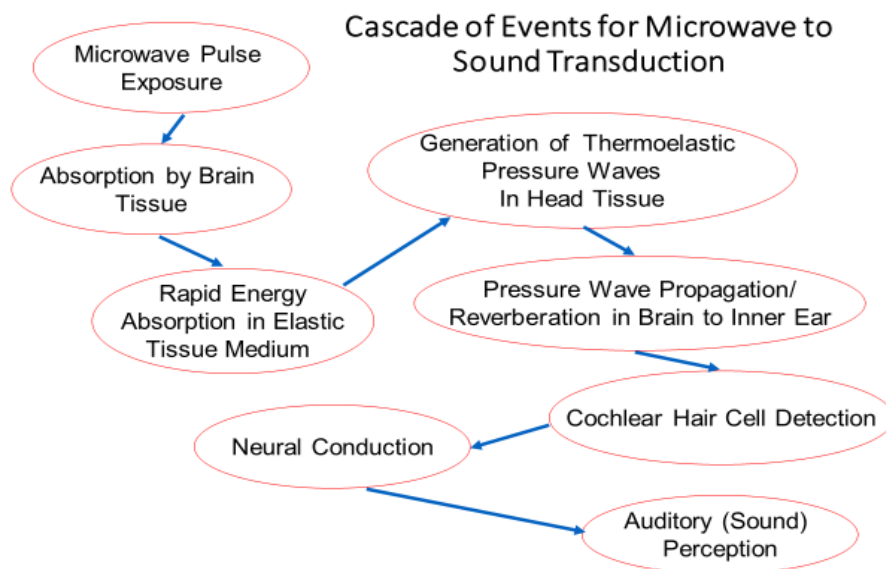 Cascade of Events for Microwave to
Sound Transduction
Microwave Pulse
Exposure
Absorption by Brain
Tissue
Rapid Energy
Absorption in Elastic
Tissue Medium
Generation of Thermoelastic
Pressure Waves
In Head Tissue
Pressure Wave Propagation/
Reverberation in Brain to Inner Ear
Cochlear Hair Cell Detection
Neural Conduction
Auditory (Sound)
Perception